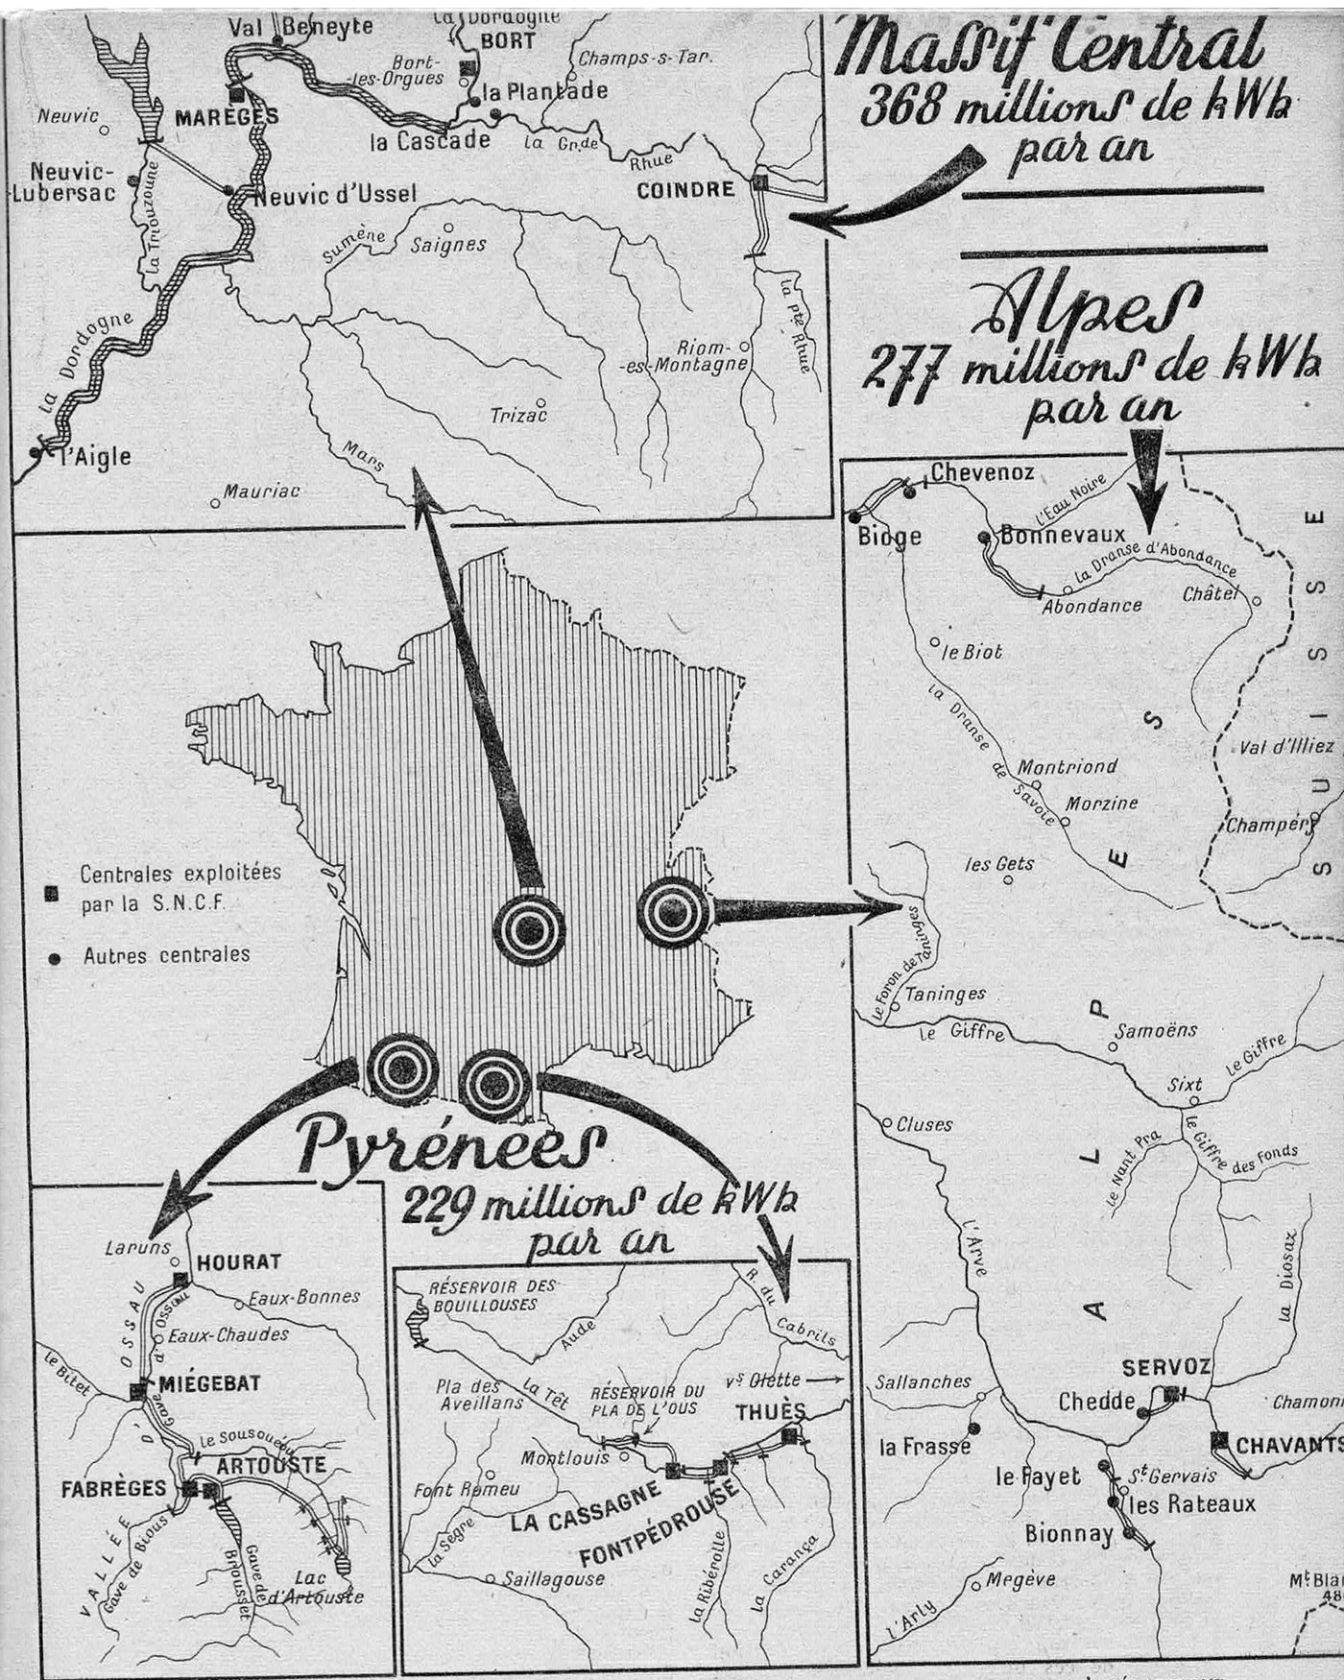 Massif Central
368 millions de kWh
par an
Val Beneyte
la Dordogne
BORT
Bort-
-les-Orgues
Champs-s-Tar.
la Plantade
Neuvic
MARÈGES
la Cascade
la Gr.de
Rhue
Neuvic-
-Lubersac
Neuvic d'Ussel
COINDRE
la Triouzoune
Sumène
Saignes
la Dordogne
la pte Rhue
Riom-
-es-Montagne
Trizac
Mars
l'Aigle
Mauriac
Alpes
277 millions de kWh
par an
Chevenoz
l'Eau Noire
Bioge
Bonnevaux
la Dranse d'Abondance
Abondance
Châtel
SUISSE
le Biot
la Dranse de Savoie
Val d'Illiez
Montriond
Morzine
Champéry
les Gets
le Foron de Taninges
Taninges
le Giffre
Samoëns
Le Giffre
Sixt
Cluses
le Nant Pra
le Giffre des Fonds
ALPES
l'Arve
la Diosaz
SERVOZ
Sallanches
Chedde
Chamoni
la Frasse
CHAVANTS
le Fayet
St Gervais
les Rateaux
Bionnay
Megève
Mt Bla
48
l'Arly
Centrales exploitées
par la S.N.C.F.
Autres centrales
Pyrénées
229 millions de kWh
par an
Laruns
HOURAT
VALLÉE D'OSSAU
Gave d'Ossau
Eaux-Bonnes
Eaux-Chaudes
le Bitet
MIÉGEBAT
le Sousouéou
ARTOUSTE
FABRÈGES
Gave de Bious
Gave de
Brousset
Lac
d'Artouste
RÉSERVOIR DES
BOUILLOUSES
R. du Cabrils
Aude
Pla des
Aveillans
la Têt
RÉSERVOIR DU
PLA DE L'OUS
vs Olette
THUÈS
Montlouis
Font Romeu
LA CASSAGNE
FONTPÉDROUSE
la Sègre
Saillagouse
la Ribérolle
la Carança